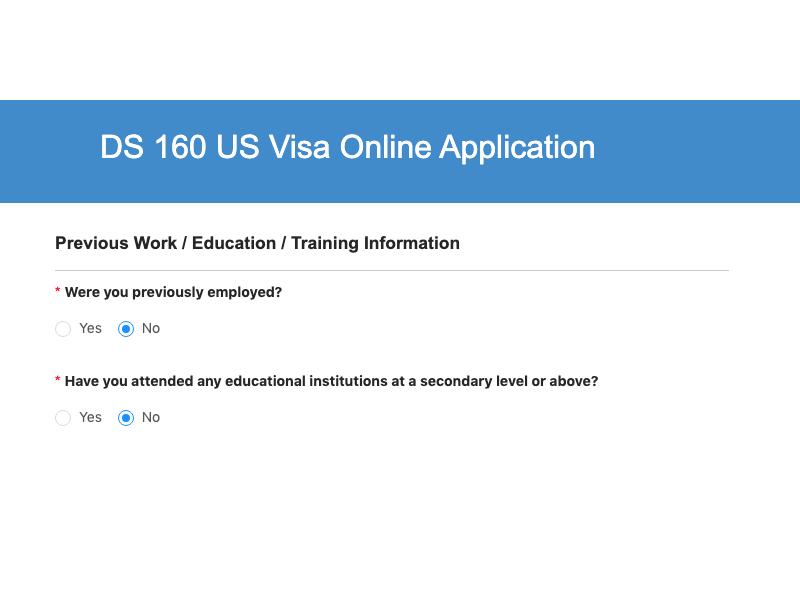 DS 160 US Visa Online Application
Previous Work / Education / Training Information
* Were you previously employed?
Yes No
* Have you attended any educational institutions at a secondary level or above?
Yes No